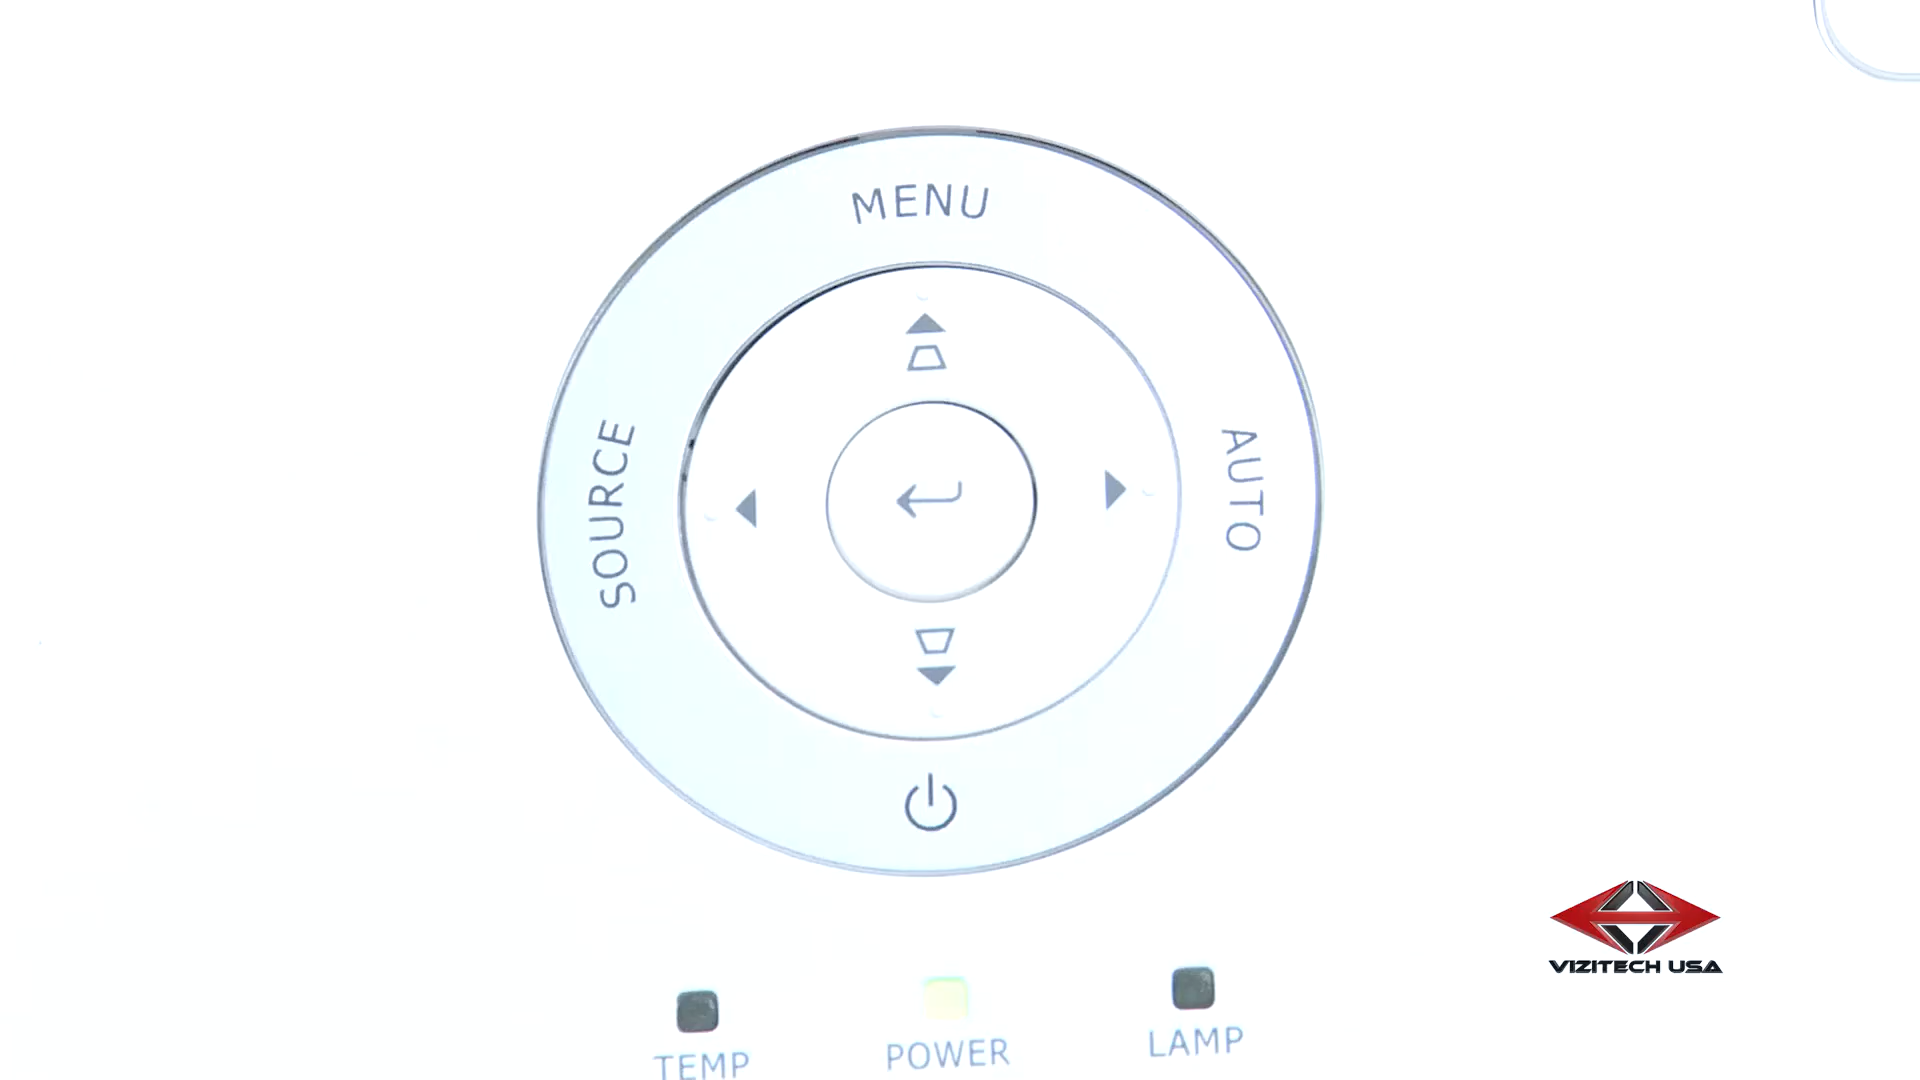 MENU
SOURCE
AUTO
TEMP
POWER
LAMP
VIZITECH USA